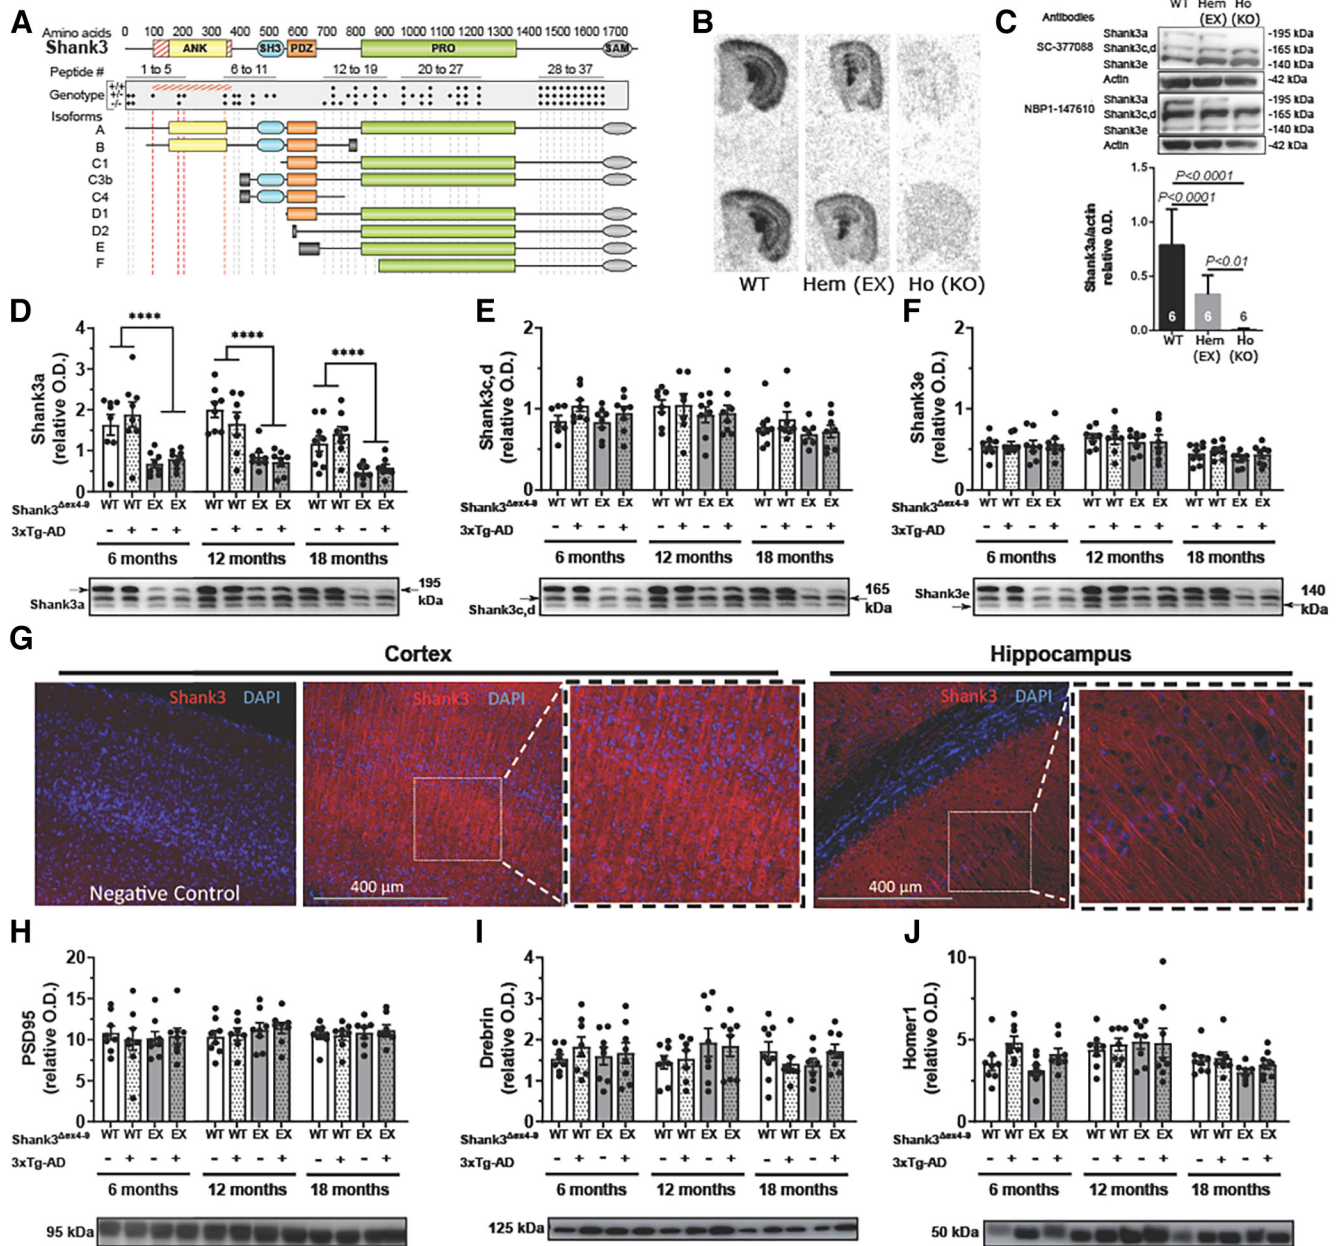 A
Amino acids 0 100 200 300 400 500 600 700 800 900 1000 1100 1200 1300 1400 1500 1600 1700
Shank3 ANK SH3 PDZ PRO SAM
Peptide # 1 to 5 6 to 11 12 to 19 20 to 27 28 to 37
+/+
Genotype +/-
-/-
Isoforms
A
B
C1
C3b
C4
D1
D2
E
F
B
WT Hem (EX) Ho (KO)
C
WT Hem (EX) Ho (KO)
Antibodies
SC-377088
Shank3a -195 kDa
Shank3c,d -165 kDa
Shank3e -140 kDa
Actin -42 kDa
NBP1-147610
Shank3a -195 kDa
Shank3c,d -165 kDa
Shank3e -140 kDa
Actin -42 kDa
Shank3a/actin
relative O.D.
1.5
1.0
0.5
0.0
P<0.0001
P<0.0001
P<0.01
6 6 6
WT Hem (EX) Ho (KO)
D
Shank3a
(relative O.D.)
4
3
2
1
0
**** **** ****
Shank3Δex4-9 WT WT EX EX WT WT EX EX WT WT EX EX
3xTg-AD - + - + - + - + - + - +
6 months 12 months 18 months
Shank3a 195 kDa
E
Shank3c,d
(relative O.D.)
2
1
0
Shank3Δex4-9 WT WT EX EX WT WT EX EX WT WT EX EX
3xTg-AD - + - + - + - + - + - +
6 months 12 months 18 months
Shank3c,d 165 kDa
F
Shank3e
(relative O.D.)
2
1
0
Shank3Δex4-9 WT WT EX EX WT WT EX EX WT WT EX EX
3xTg-AD - + - + - + - + - + - +
6 months 12 months 18 months
Shank3e 140 kDa
G
Cortex Hippocampus
Shank3 DAPI
Negative Control
Shank3 DAPI
400 µm
Shank3 DAPI
400 µm
H
PSD95
(relative O.D.)
20
15
10
5
0
Shank3Δex4-9 WT WT EX EX WT WT EX EX WT WT EX EX
3xTg-AD - + - + - + - + - + - +
6 months 12 months 18 months
95 kDa
I
Drebrin
(relative O.D.)
4
3
2
1
0
Shank3Δex4-9 WT WT EX EX WT WT EX EX WT WT EX EX
3xTg-AD - + - + - + - + - + - +
6 months 12 months 18 months
125 kDa
J
Homer1
(relative O.D.)
10
5
0
Shank3Δex4-9 WT WT EX EX WT WT EX EX WT WT EX EX
3xTg-AD - + - + - + - + - + - +
6 months 12 months 18 months
50 kDa